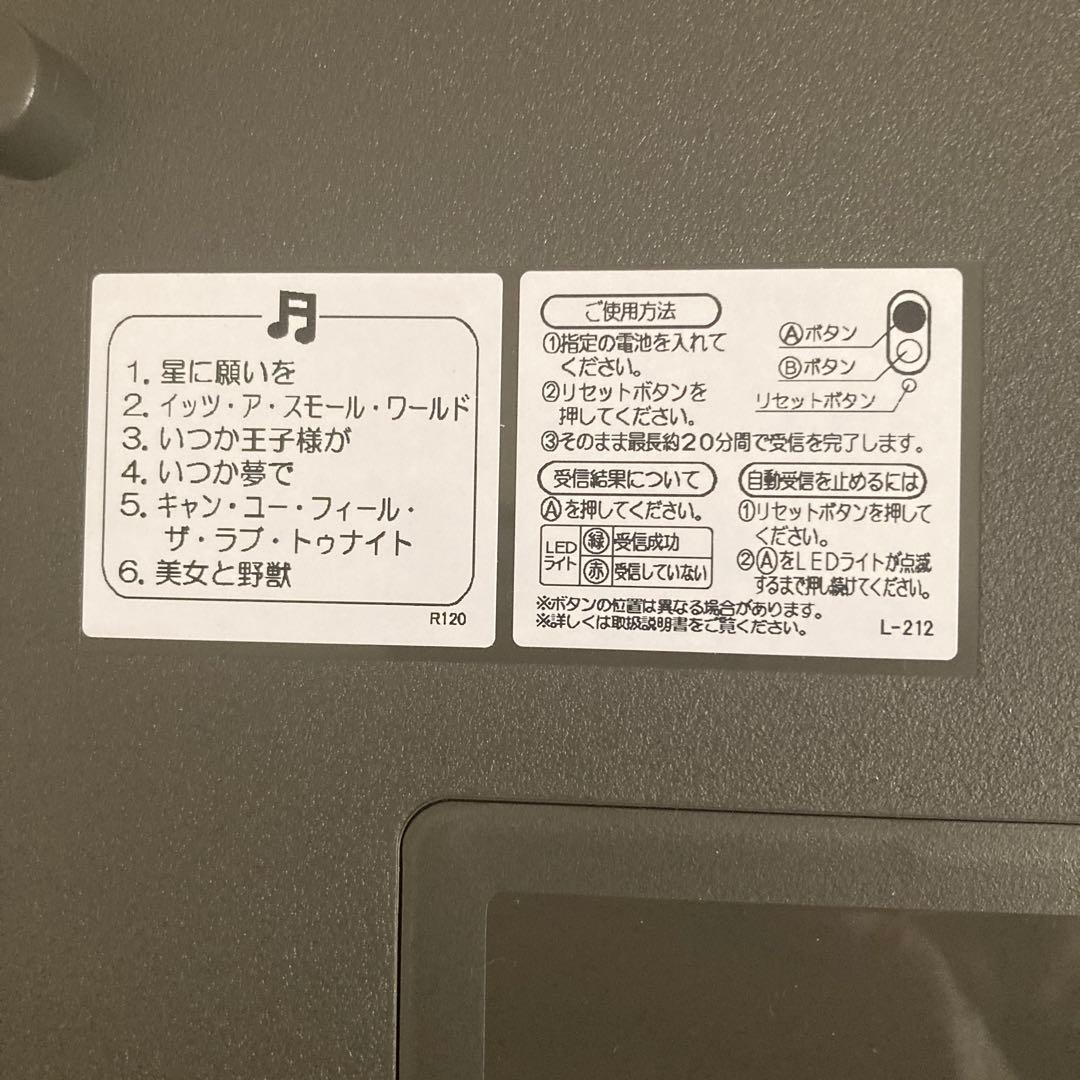 1. 星に願いを
2. イッツ・ア・スモール・ワールド
3. いつか王子様が
4. いつか夢で
5. キャン・ユー・フィール・
ザ・ラブ・トゥナイト
6. 美女と野獣
R120
ご使用方法
①指定の電池を入れて
ください。
②リセットボタンを
押してください。
③そのまま最長約20分間で受信を完了します。
Ⓐボタン
Ⓑボタン
リセットボタン
受信結果について
Ⓐを押してください。
LED
ライト
緑 受信成功
赤 受信していない
自動受信を止めるには
①リセットボタンを押して
ください。
②ⒶをLEDライトが点滅
するまで押し続けてください。
※ボタンの位置は異なる場合があります。
※詳しくは取扱説明書をご覧ください。
L-212